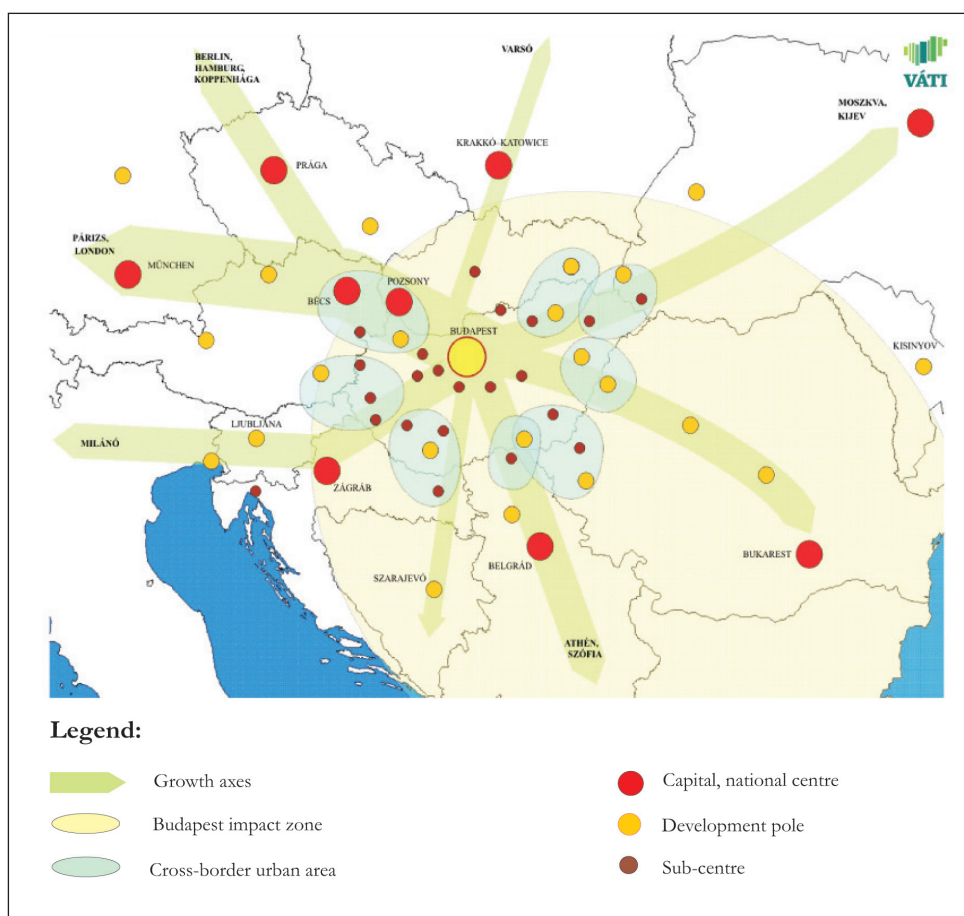 BERLIN,
HAMBURG,
KOPPENHÁGA
VARSÓ
VÁTI
MOSZKVA,
KIJEV
PRÁGA
KRAKKÓ–KATOWICE
PÁRIZS,
LONDON
MÜNCHEN
BÉCS
POZSONY
BUDAPEST
KISINYOV
LJUBLJANA
MILÁNÓ
ZÁGRÁB
BELGRÁD
BUKAREST
SZARAJEVÓ
ATHÉN,
SZÓFIA
Legend:
Growth axes
Capital, national centre
Budapest impact zone
Development pole
Cross-border urban area
Sub-centre